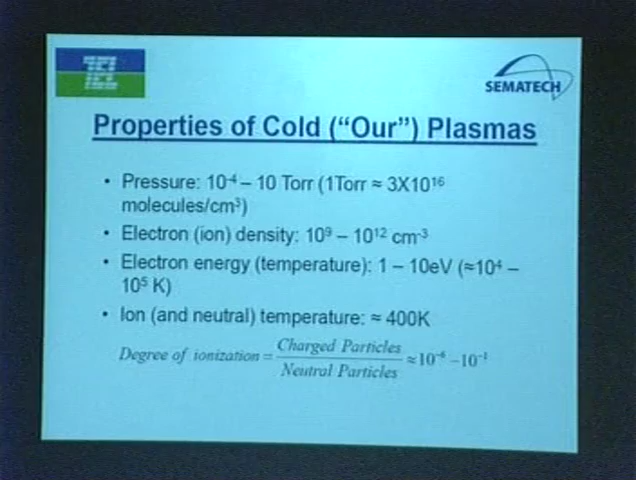 TEL
SEMATECH
Properties of Cold ("Our") Plasmas
• Pressure: 10⁻⁴ – 10 Torr (1Torr ≈ 3X10¹⁶
molecules/cm³)
• Electron (ion) density: 10⁹ – 10¹² cm⁻³
• Electron energy (temperature): 1 – 10eV (≈10⁴ –
10⁵ K)
• Ion (and neutral) temperature: ≈ 400K
Degree of ionization = Charged Particles / Neutral Particles ≈ 10⁻⁶ – 10⁻¹